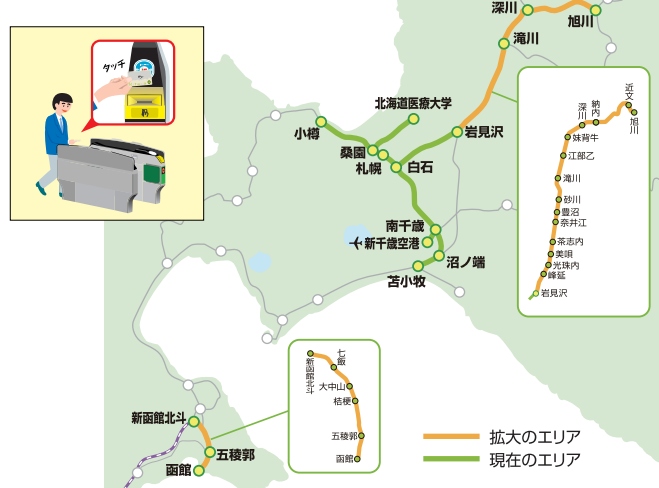 タッチ
深川
旭川
滝川
北海道医療大学
小樽
岩見沢
桑園
札幌
白石
南千歳
新千歳空港
沼ノ端
苫小牧
新函館北斗
五稜郭
函館
近文
旭川
納内
深川
妹背牛
江部乙
滝川
砂川
豊沼
奈井江
茶志内
美唄
光珠内
峰延
岩見沢
七飯
新函館北斗
大中山
桔梗
五稜郭
函館
拡大のエリア
現在のエリア